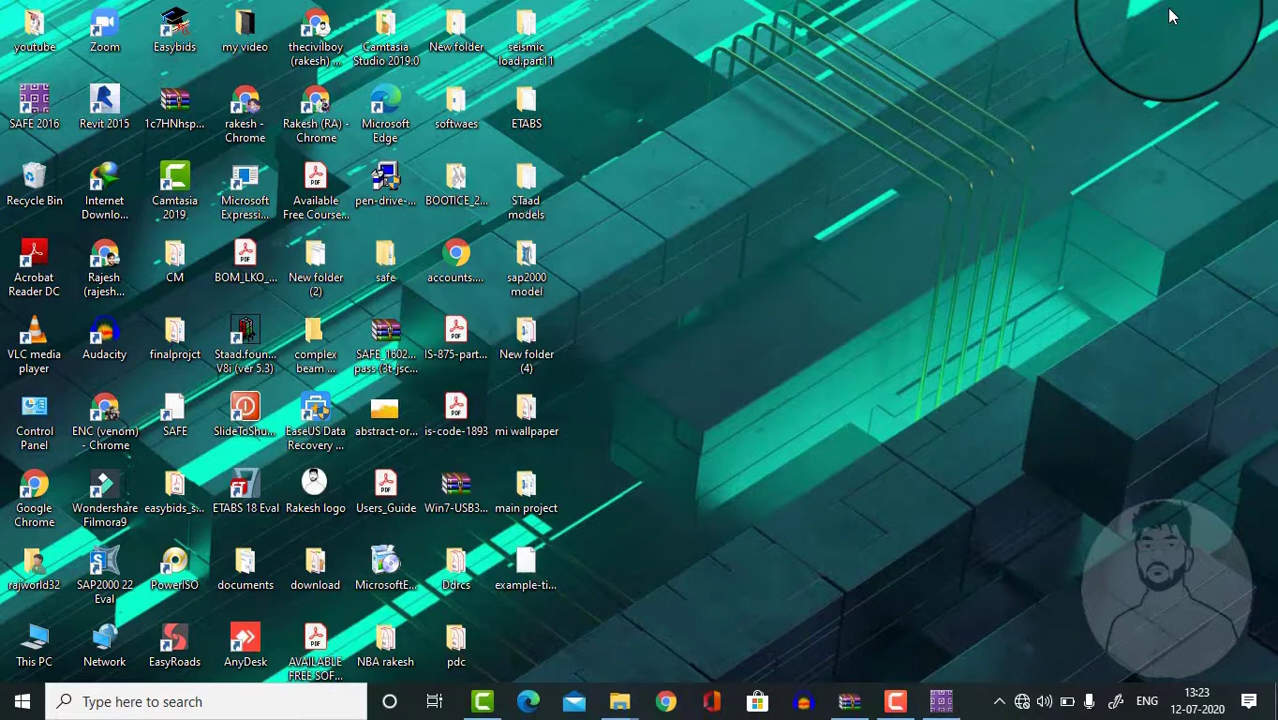 youtube
Zoom
Easybids
my video
thecivilboy
(rakesh) ...
Camtasia
Studio 2019.0
New folder
seismic
load.part11
SAFE 2016
Revit 2015
1c7HNhsp...
rakesh -
Chrome
Rakesh (RA) -
Chrome
Microsoft
Edge
softwaes
ETABS
Recycle Bin
Internet
Downlo...
Camtasia
2019
Microsoft
Expressi...
Available
Free Course...
pen-drive-...
BOOTICE_2...
STaad
models
Acrobat
Reader DC
Rajesh
(rajesh...
CM
BOM_LKO_...
New folder
(2)
safe
accounts....
sap2000
model
VLC media
player
Audacity
finalprojct
Staad.foun...
V8i (ver 5.3)
complex
beam ...
SAFE_1602...
pass (3t-jsc...
IS-875-part...
New folder
(4)
Control
Panel
ENC (venom)
- Chrome
SAFE
SlideToShu...
EaseUS Data
Recovery ...
abstract-or...
is-code-1893
mi wallpaper
Google
Chrome
Wondershare
Filmora9
easybids_s...
ETABS 18 Eval
Rakesh logo
Users_Guide
Win7-USB3...
main project
rajworld32
SAP2000 22
Eval
PowerISO
documents
download
MicrosoftE...
Ddrcs
example-ti...
This PC
Network
EasyRoads
AnyDesk
AVAILABLE
FREE SOF...
NBA rakesh
pdc
Type here to search
ENG
13:23
12-07-2020